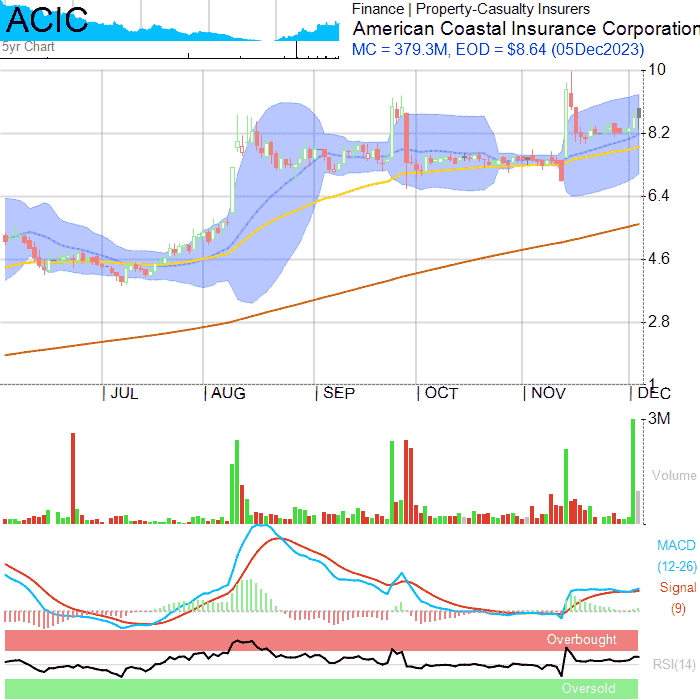 ACIC
5yr Chart
Finance | Property-Casualty Insurers
American Coastal Insurance Corporation
MC = 379.3M, EOD = $8.64 (05Dec2023)
10
8.2
6.4
4.6
2.8
1
JUL
AUG
SEP
OCT
NOV
DEC
3M
Volume
MACD
(12-26)
Signal
(9)
Overbought
RSI(14)
Oversold